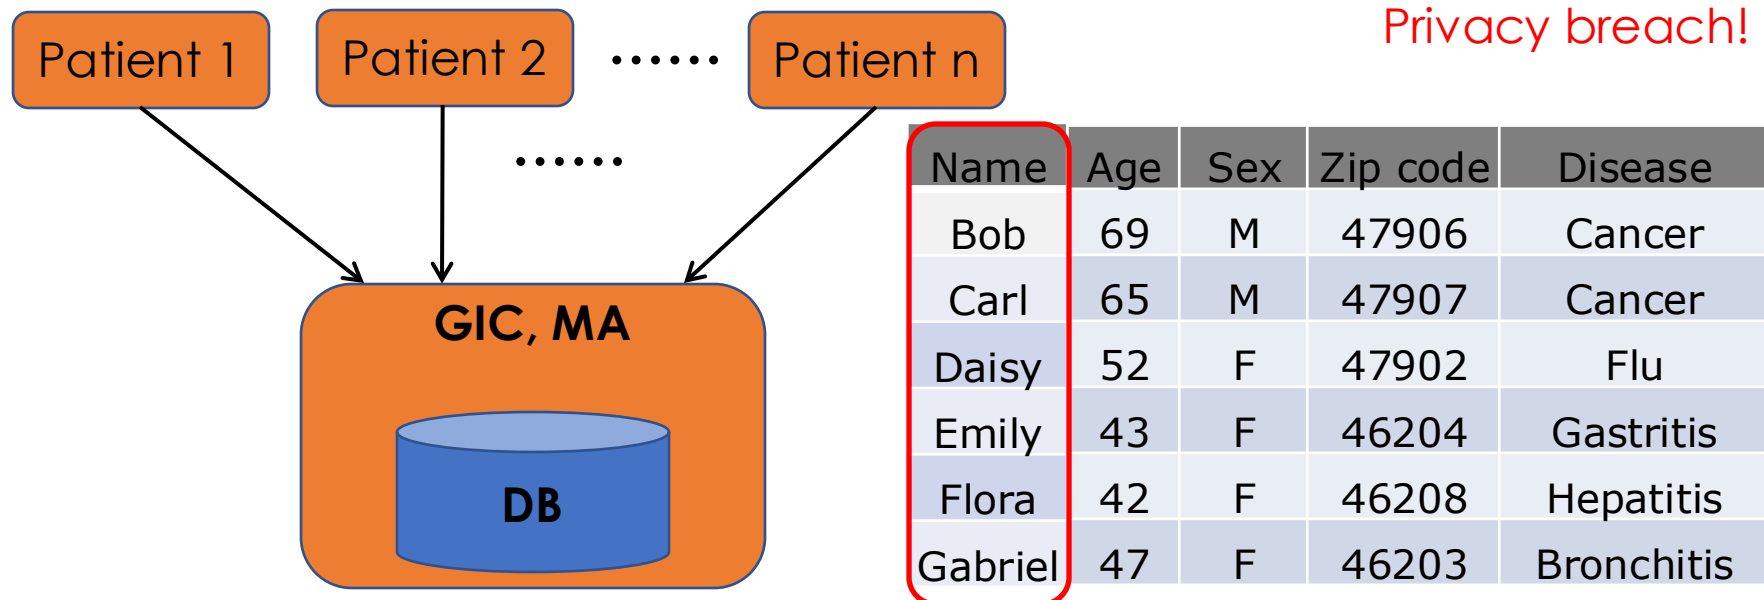 Patient 1 Patient 2 ...... Patient n
......
GIC, MA
DB
Privacy breach!
Name Age Sex Zip code Disease
Bob 69 M 47906 Cancer
Carl 65 M 47907 Cancer
Daisy 52 F 47902 Flu
Emily 43 F 46204 Gastritis
Flora 42 F 46208 Hepatitis
Gabriel 47 F 46203 Bronchitis